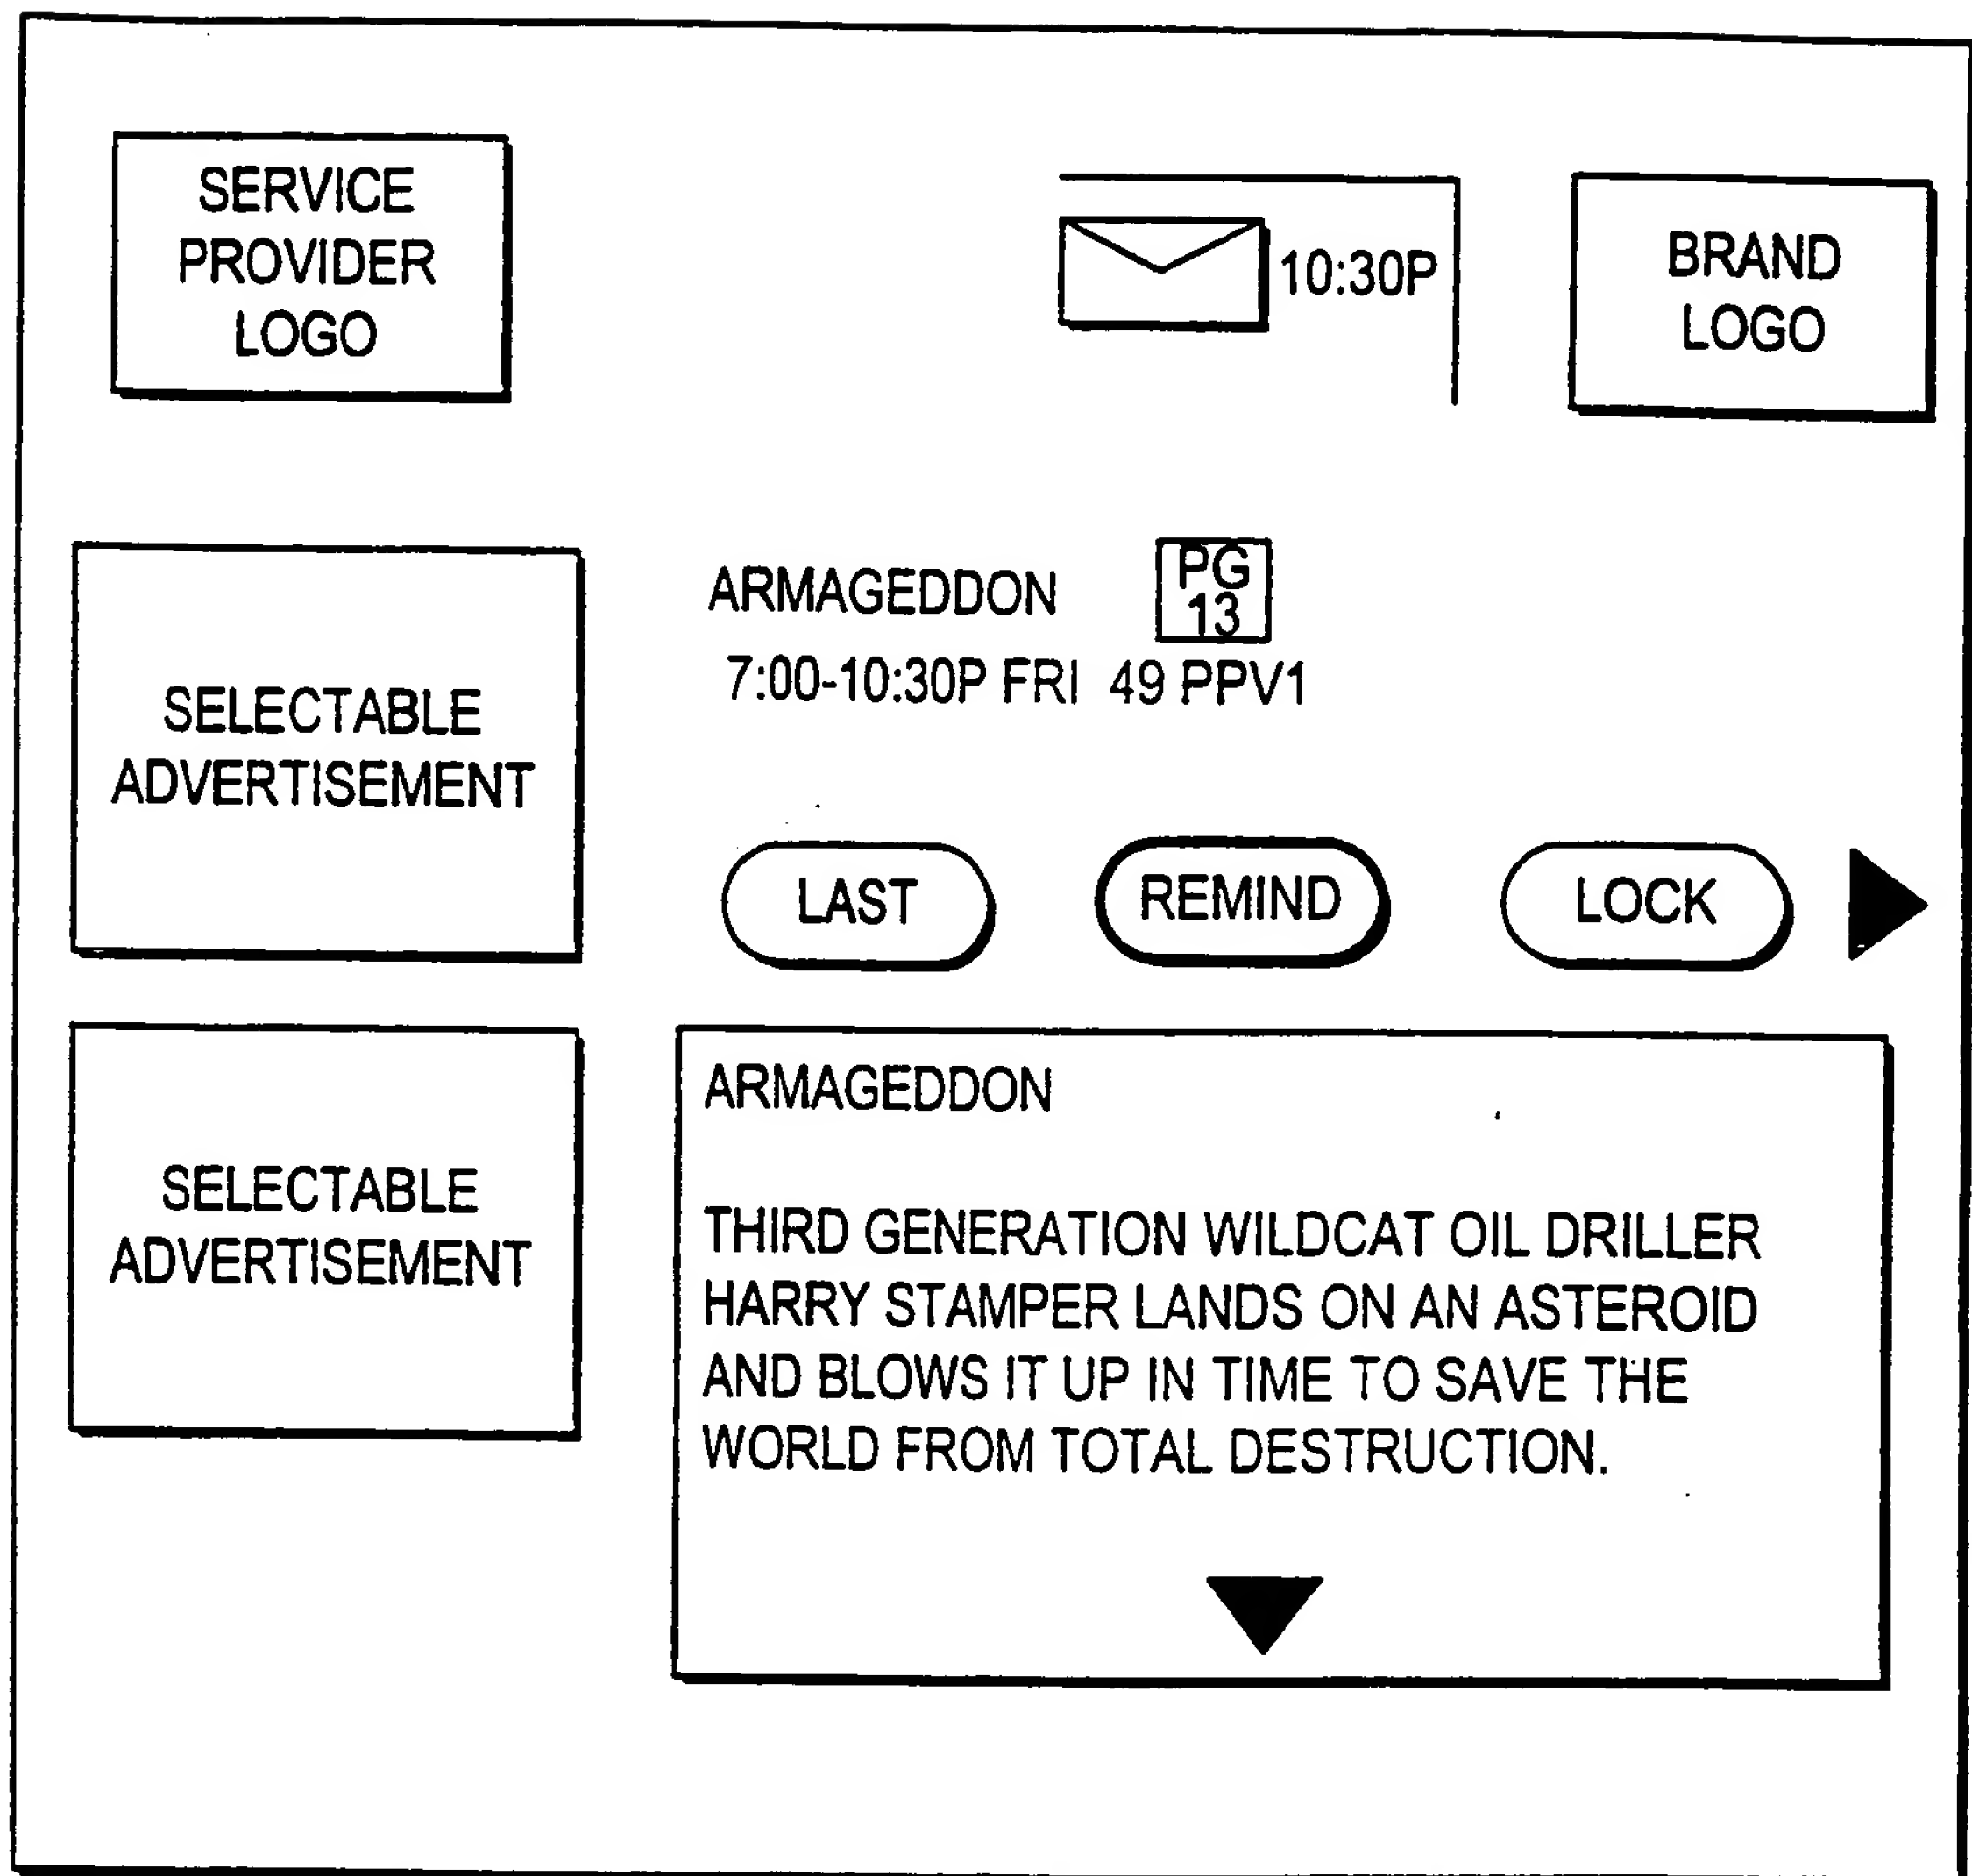 SERVICE
PROVIDER
LOGO
10:30P
BRAND
LOGO
SELECTABLE
ADVERTISEMENT
ARMAGEDDON
PG
13
7:00-10:30P FRI 49 PPV1
LAST
REMIND
LOCK
SELECTABLE
ADVERTISEMENT
ARMAGEDDON
THIRD GENERATION WILDCAT OIL DRILLER
HARRY STAMPER LANDS ON AN ASTEROID
AND BLOWS IT UP IN TIME TO SAVE THE
WORLD FROM TOTAL DESTRUCTION.